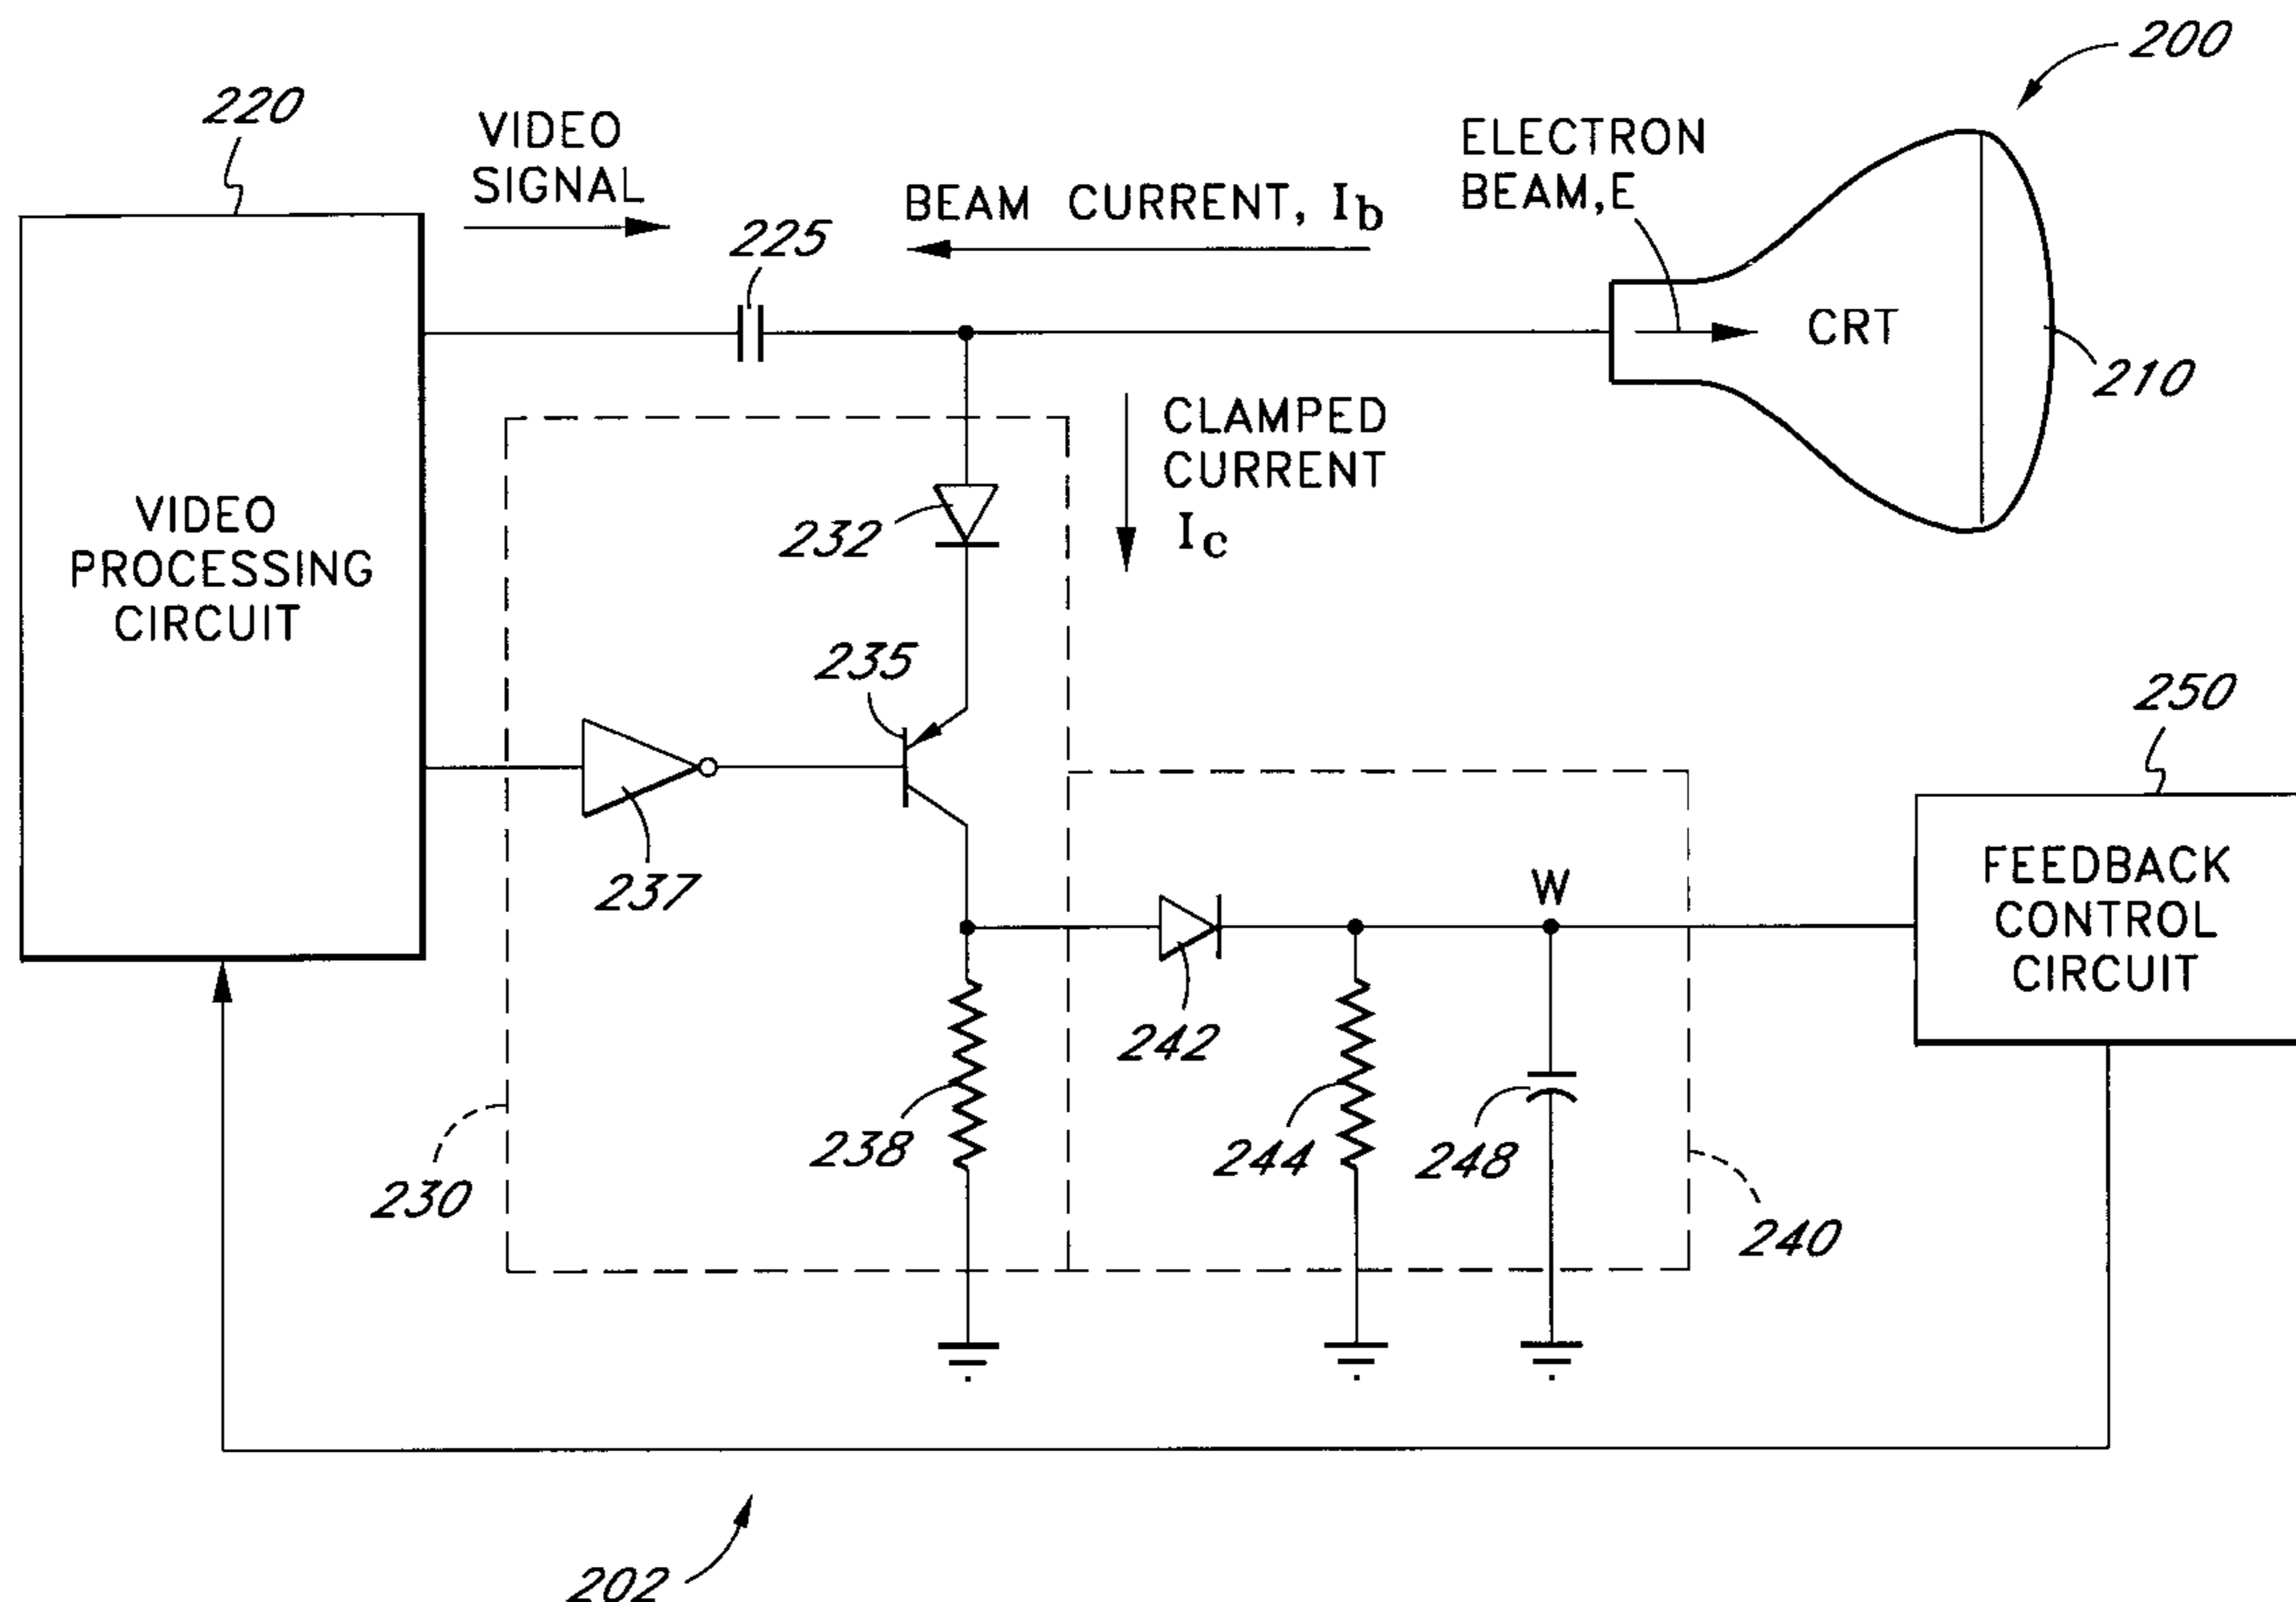 200
220
VIDEO
SIGNAL
ELECTRON
BEAM,E
BEAM CURRENT, Ib
225
CRT
210
CLAMPED
CURRENT
Ic
VIDEO
PROCESSING
CIRCUIT
232
235
250
237
W
FEEDBACK
CONTROL
CIRCUIT
242
238
244
248
230
240
202